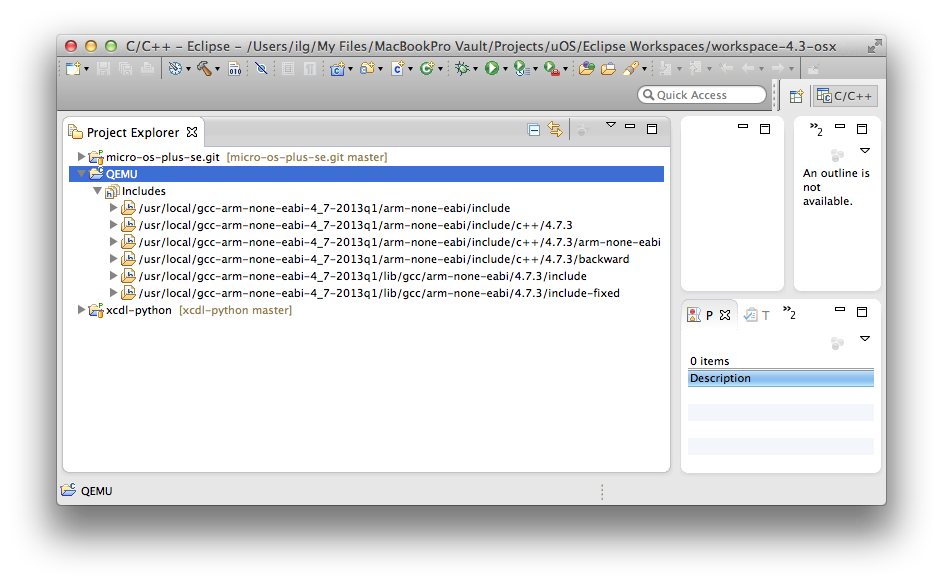 C/C++ – Eclipse – /Users/ilg/My Files/MacBookPro Vault/Projects/uOS/Eclipse Workspaces/workspace-4.3-osx
010
Quick Access
C/C++
Project Explorer
micro-os-plus-se.git [micro-os-plus-se.git master]
QEMU
Includes
/usr/local/gcc-arm-none-eabi-4_7-2013q1/arm-none-eabi/include
/usr/local/gcc-arm-none-eabi-4_7-2013q1/arm-none-eabi/include/c++/4.7.3
/usr/local/gcc-arm-none-eabi-4_7-2013q1/arm-none-eabi/include/c++/4.7.3/arm-none-eabi
/usr/local/gcc-arm-none-eabi-4_7-2013q1/arm-none-eabi/include/c++/4.7.3/backward
/usr/local/gcc-arm-none-eabi-4_7-2013q1/lib/gcc/arm-none-eabi/4.7.3/include
/usr/local/gcc-arm-none-eabi-4_7-2013q1/lib/gcc/arm-none-eabi/4.7.3/include-fixed
xcdl-python [xcdl-python master]
»2
An outline is
not
available.
P
T
»2
0 items
Description
QEMU